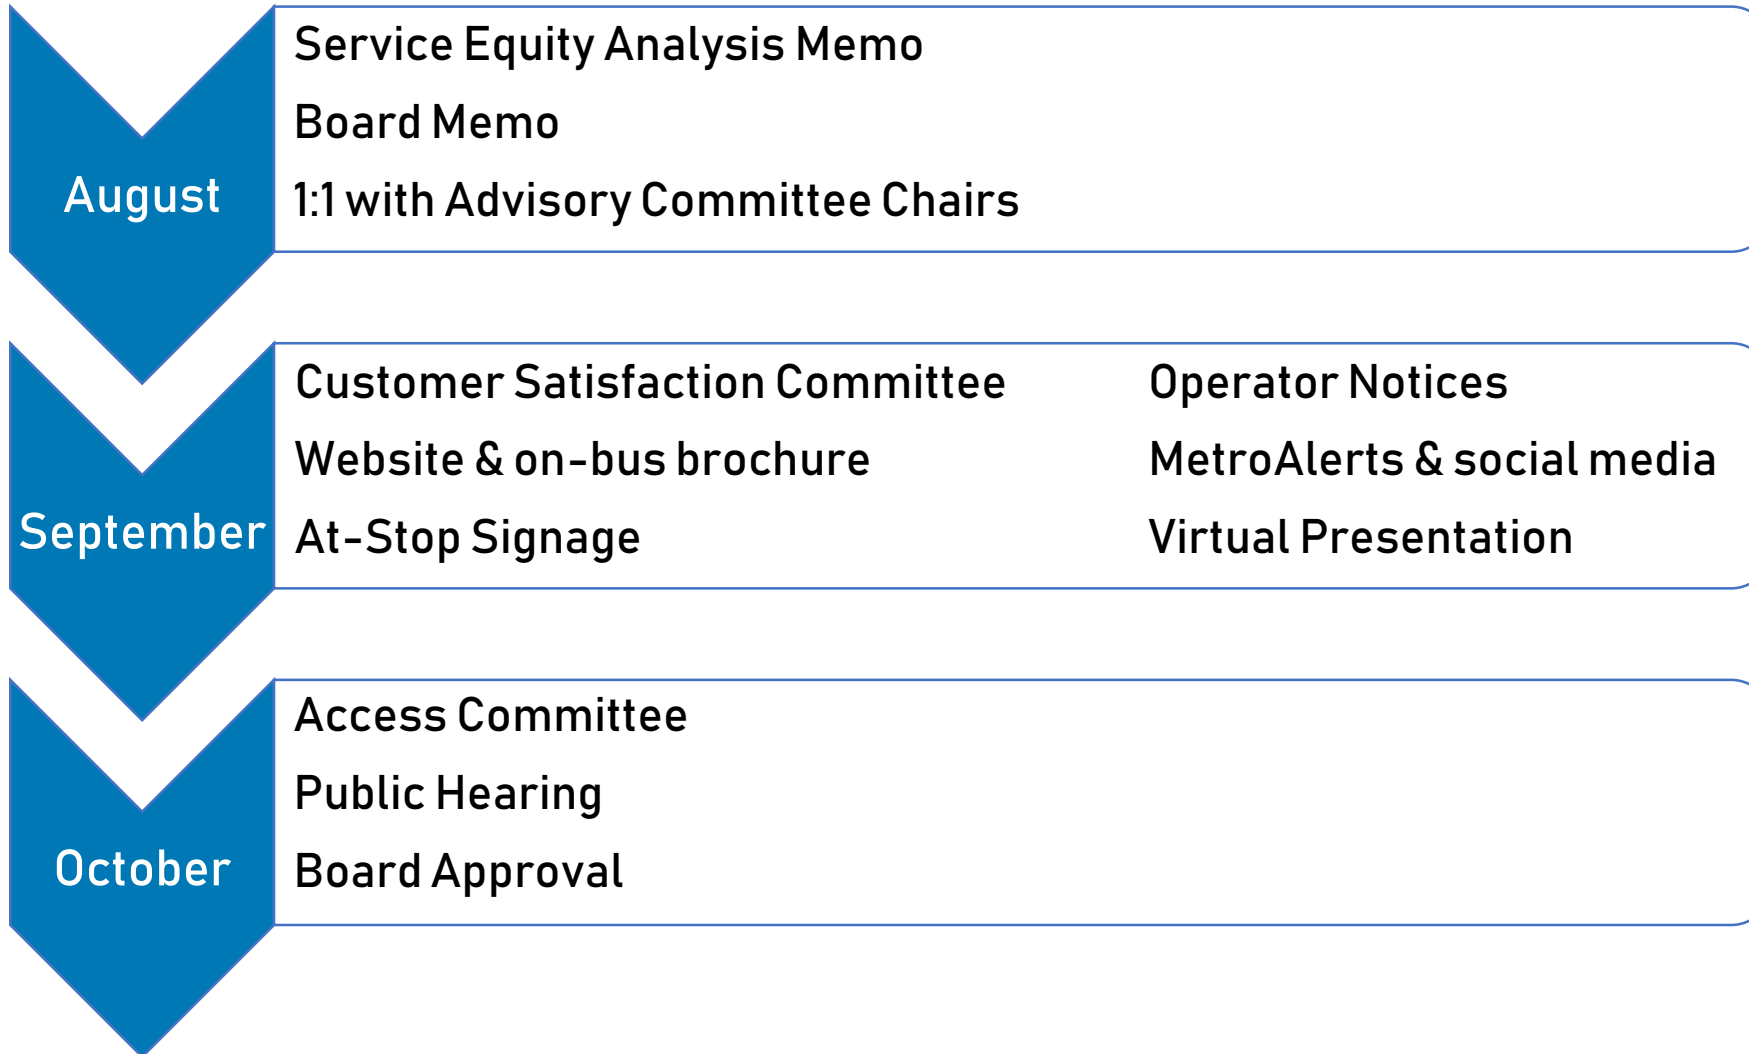 August
Service Equity Analysis Memo
Board Memo
1:1 with Advisory Committee Chairs
September
Customer Satisfaction Committee
Website & on-bus brochure
At-Stop Signage
Operator Notices
MetroAlerts & social media
Virtual Presentation
October
Access Committee
Public Hearing
Board Approval